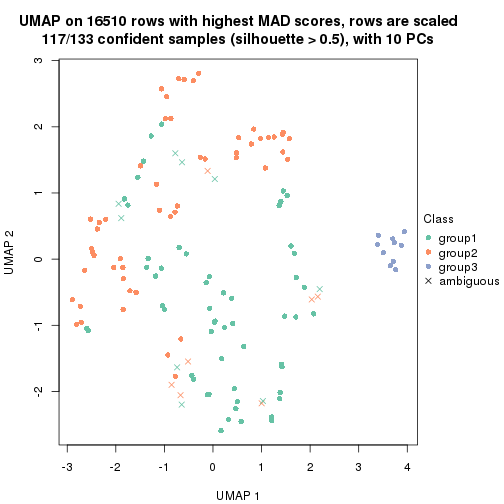 UMAP on 16510 rows with highest MAD scores, rows are scaled
117/133 confident samples (silhouette > 0.5), with 10 PCs
3
2
1
0
-1
-2
UMAP 2
-3 -2 -1 0 1 2 3 4
UMAP 1
Class
group1
group2
group3
ambiguous